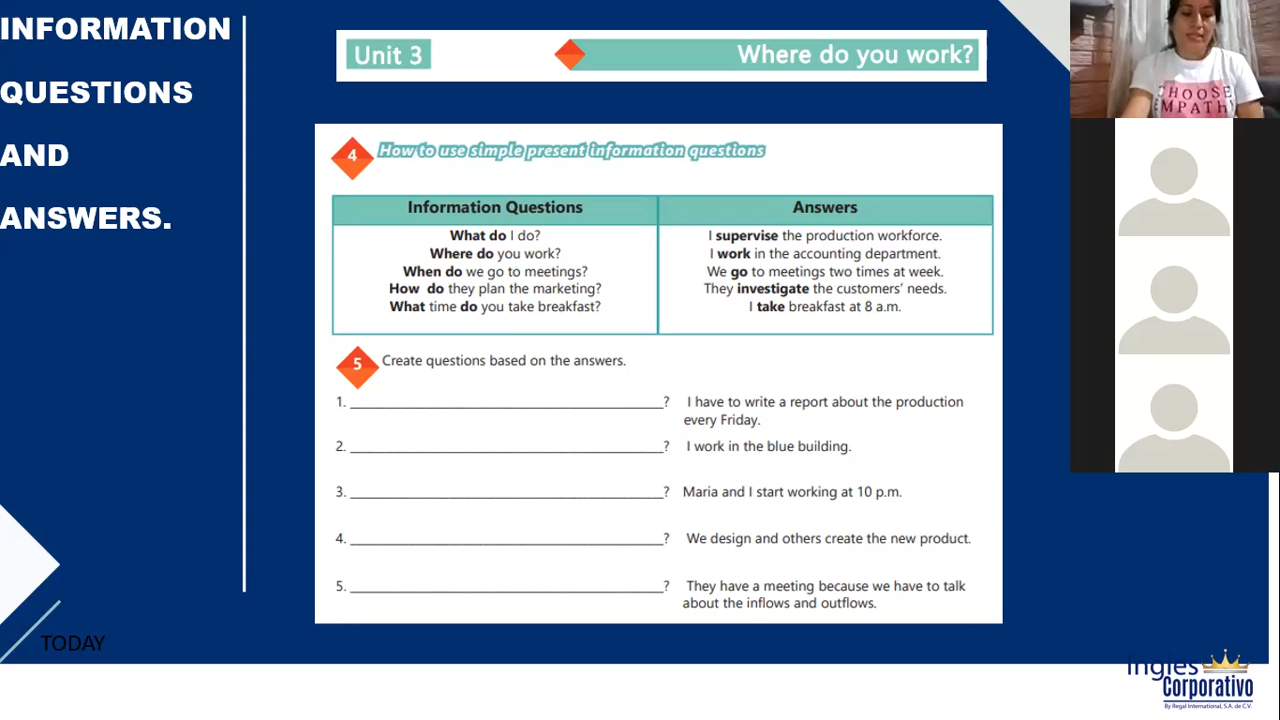 INFORMATION
QUESTIONS
AND
ANSWERS.
Unit 3
Where do you work?
CHOOSE
EMPATHY
4
How to use simple present information questions
Information Questions
Answers
What do I do?
I supervise the production workforce.
Where do you work?
I work in the accounting department.
When do we go to meetings?
We go to meetings two times at week.
How do they plan the marketing?
They investigate the customers' needs.
What time do you take breakfast?
I take breakfast at 8 a.m.
5
Create questions based on the answers.
1. ________________________________________?
I have to write a report about the production
every Friday.
2. ________________________________________?
I work in the blue building.
3. ________________________________________?
Maria and I start working at 10 p.m.
4. ________________________________________?
We design and others create the new product.
5. ________________________________________?
They have a meeting because we have to talk
about the inflows and outflows.
TODAY
Inglés
Corporativo
By Regal International, S.A. de C.V.